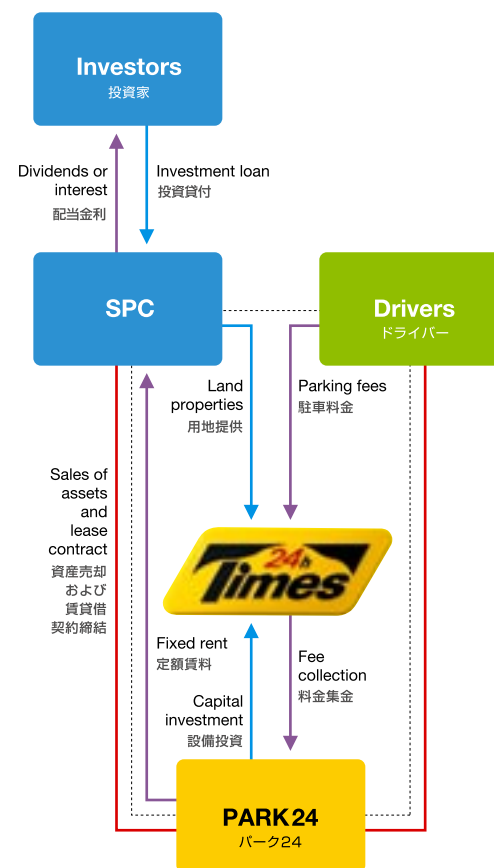 Investors
投資家
Dividends or
interest
配当金利
Investment loan
投資貸付
SPC
Drivers
ドライバー
Land
properties
用地提供
Parking fees
駐車料金
Sales of
assets
and
lease
contract
資産売却
および
賃貸借
契約締結
24h
Times
Fixed rent
定額賃料
Fee
collection
料金集金
Capital
investment
設備投資
PARK24
パーク24